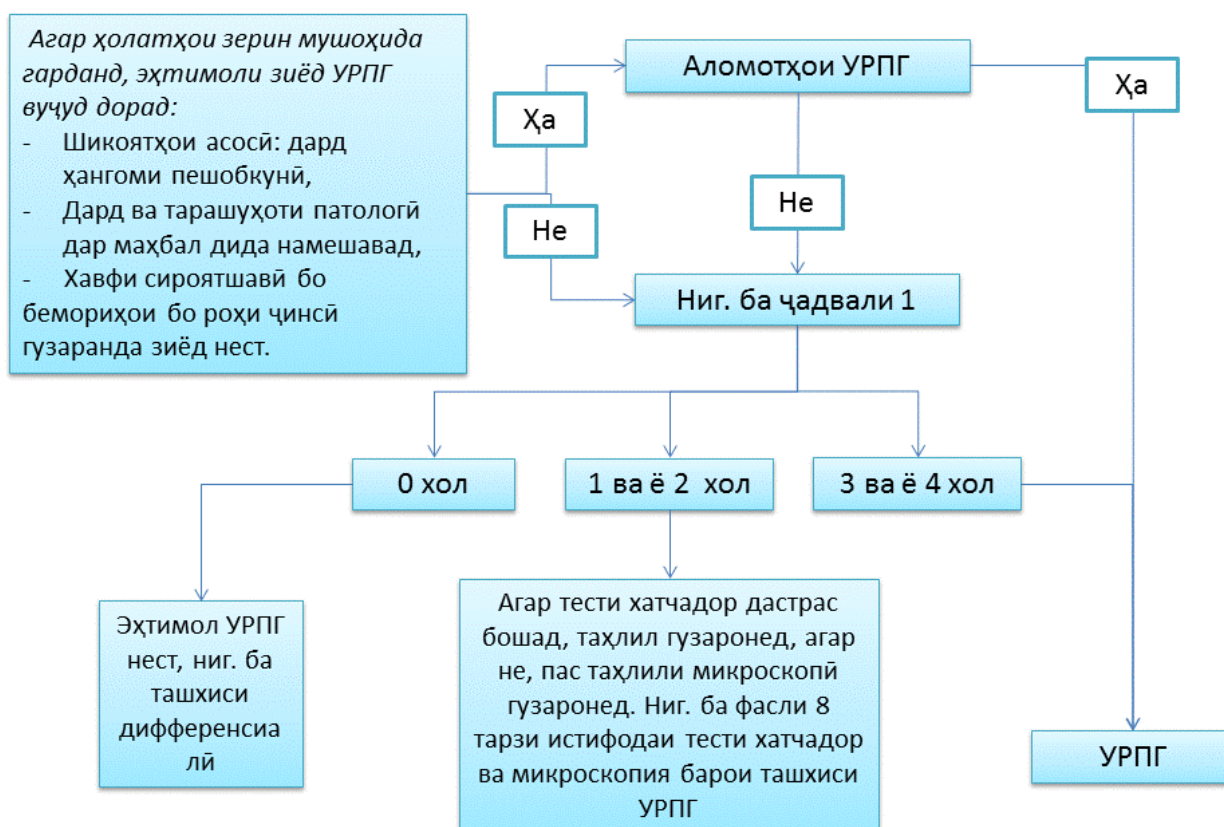 Агар ҳолатҳои зерин мушоҳида
гарданд, эҳтимоли зиёд УРПГ
вуҷуд дорад:
- Шикоятҳои асосӣ: дард
ҳангоми пешобкунӣ,
- Дард ва тарашуҳоти патологӣ
дар маҳбал дида намешавад,
- Хавфи сироятшавӣ бо
бемориҳои бо роҳи ҷинсӣ
гузаранда зиёд нест.
Ҳа
Не
Аломотҳои УРПГ
Не
Ҳа
Ниг. ба ҷадвали 1
0 хол
1 ва ё 2 хол
3 ва ё 4 хол
Эҳтимол УРПГ
нест, ниг. ба
ташхиси
дифференсиа
лӣ
Агар тести хатчадор дастрас
бошад, таҳлил гузаронед, агар
не, пас таҳлили микроскопӣ
гузаронед. Ниг. ба фасли 8
тарзи истифодаи тести хатчадор
ва микроскопия барои ташхиси
УРПГ
УРПГ